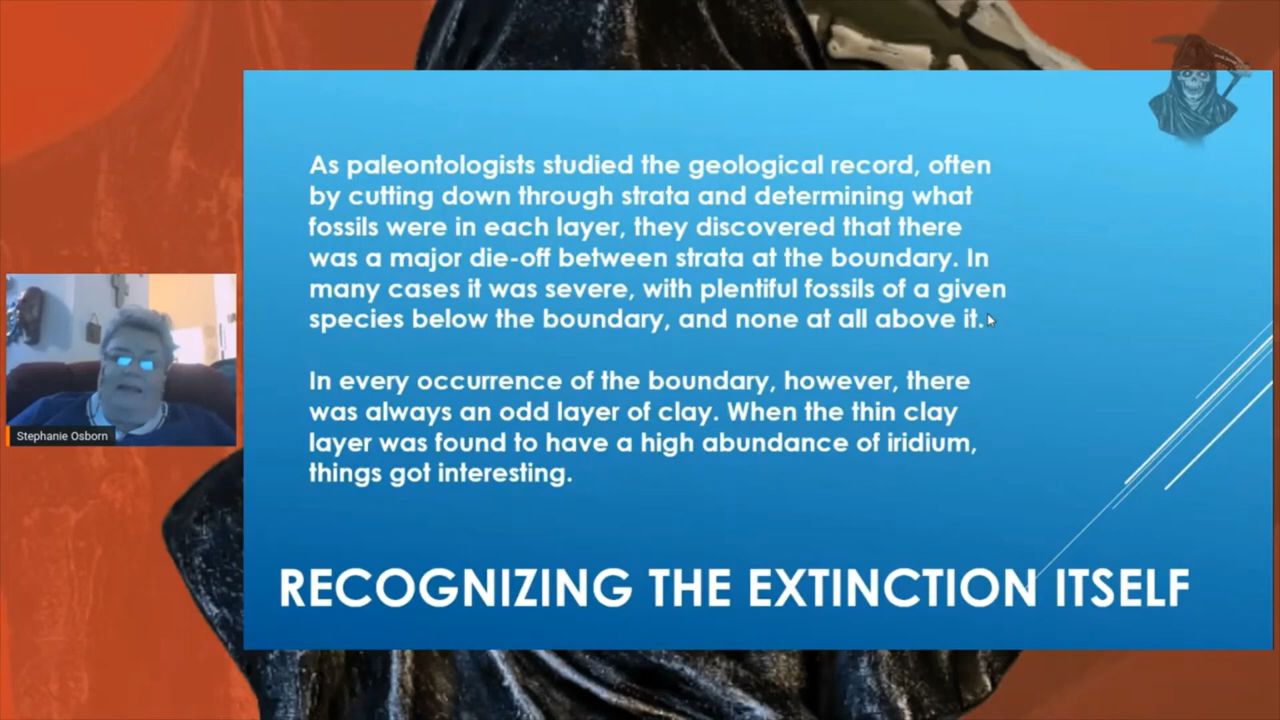 As paleontologists studied the geological record, often
by cutting down through strata and determining what
fossils were in each layer, they discovered that there
was a major die-off between strata at the boundary. In
many cases it was severe, with plentiful fossils of a given
species below the boundary, and none at all above it.
In every occurrence of the boundary, however, there
was always an odd layer of clay. When the thin clay
layer was found to have a high abundance of iridium,
things got interesting.
Stephanie Osborn
RECOGNIZING THE EXTINCTION ITSELF